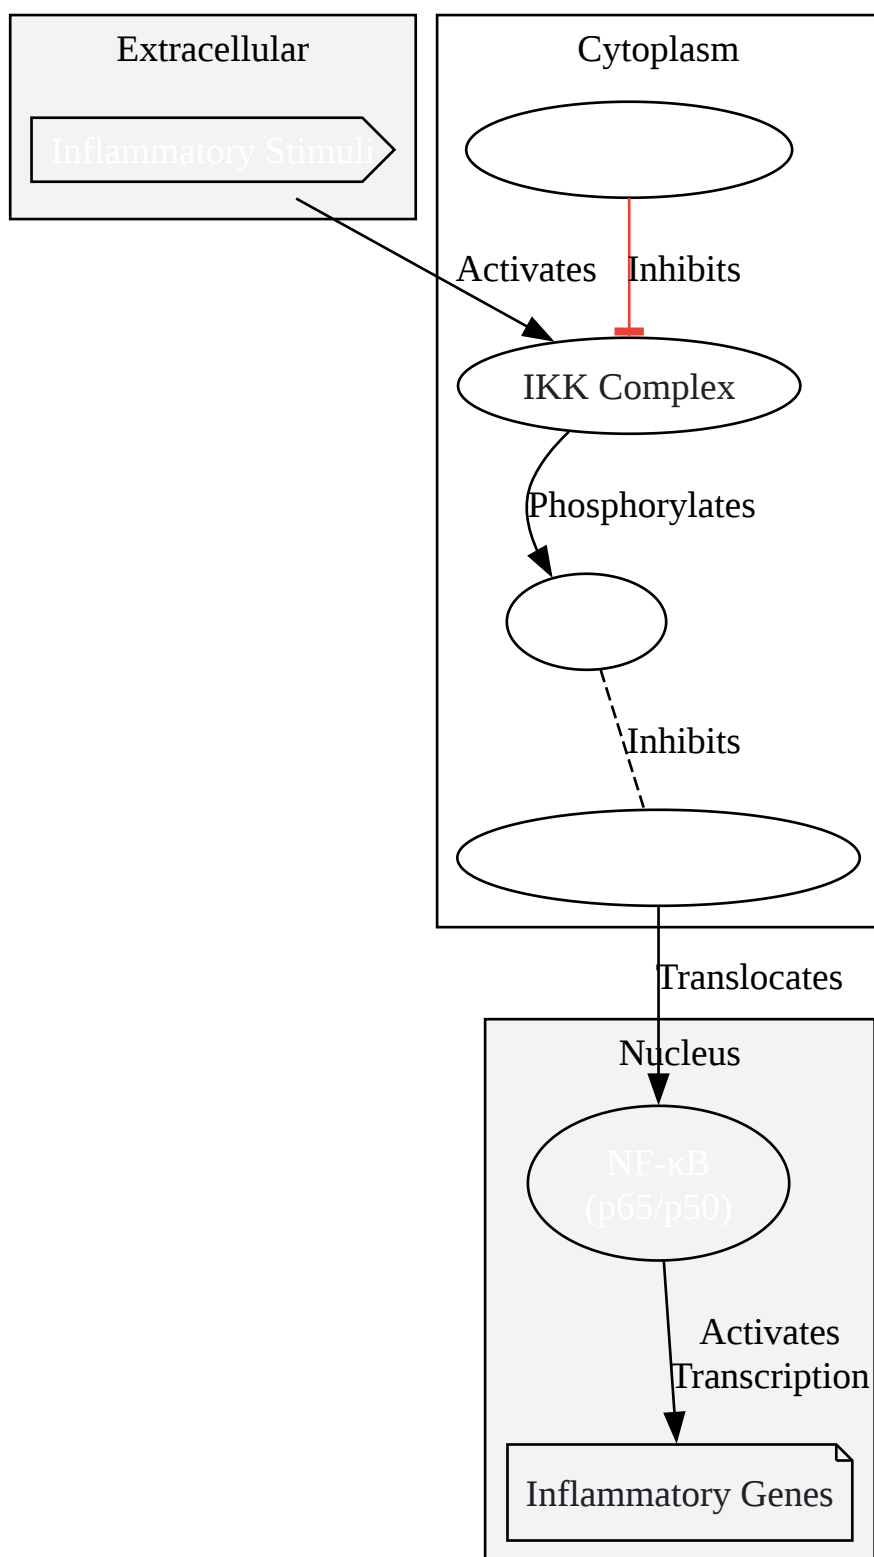 Extracellular
Cytoplasm
Inflammatory Stimuli
Activates
Inhibits
IKK Complex
Phosphorylates
Inhibits
Translocates
Nucleus
NF-κB
(p65/p50)
Activates
Transcription
Inflammatory Genes